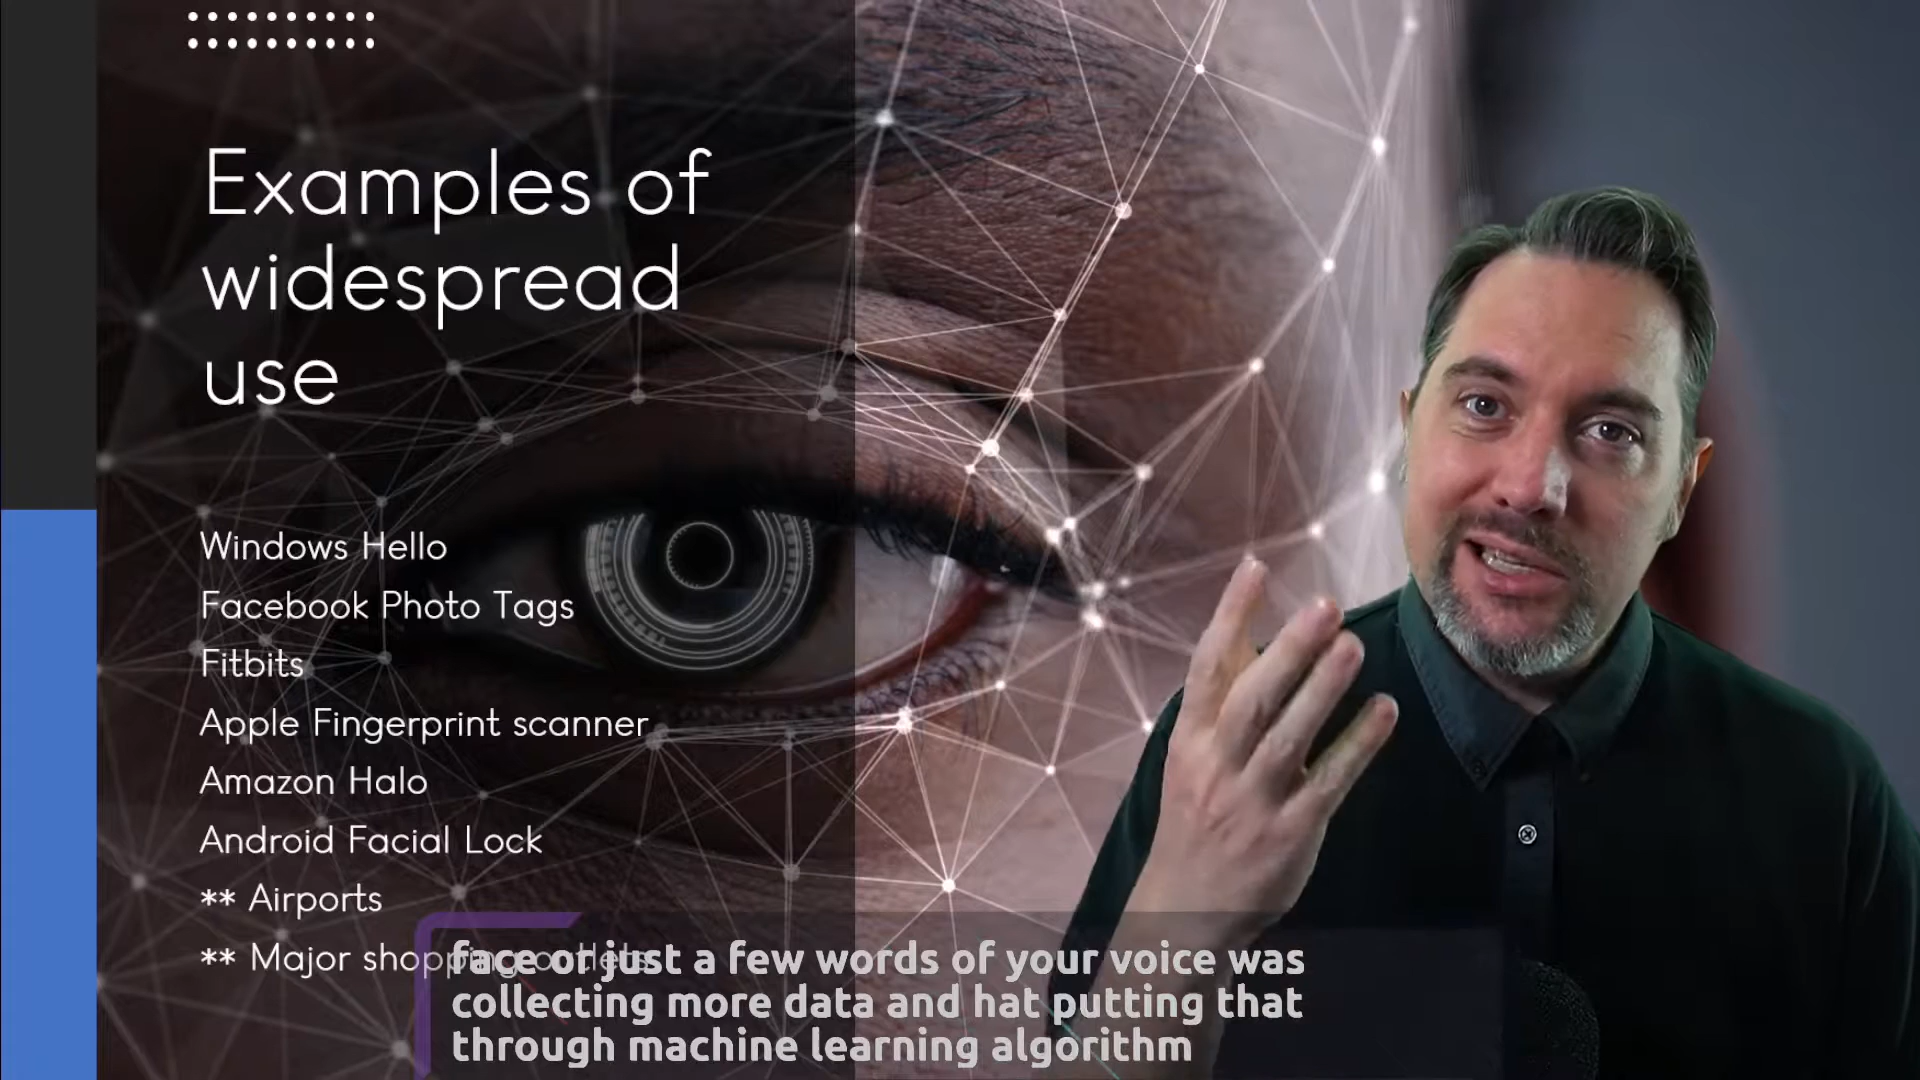 Examples of
widespread
use
Windows Hello
Facebook Photo Tags
Fitbits
Apple Fingerprint scanner
Amazon Halo
Android Facial Lock
** Airports
** Major shopping outlets
face or just a few words of your voice was
collecting more data and hat putting that
through machine learning algorithm